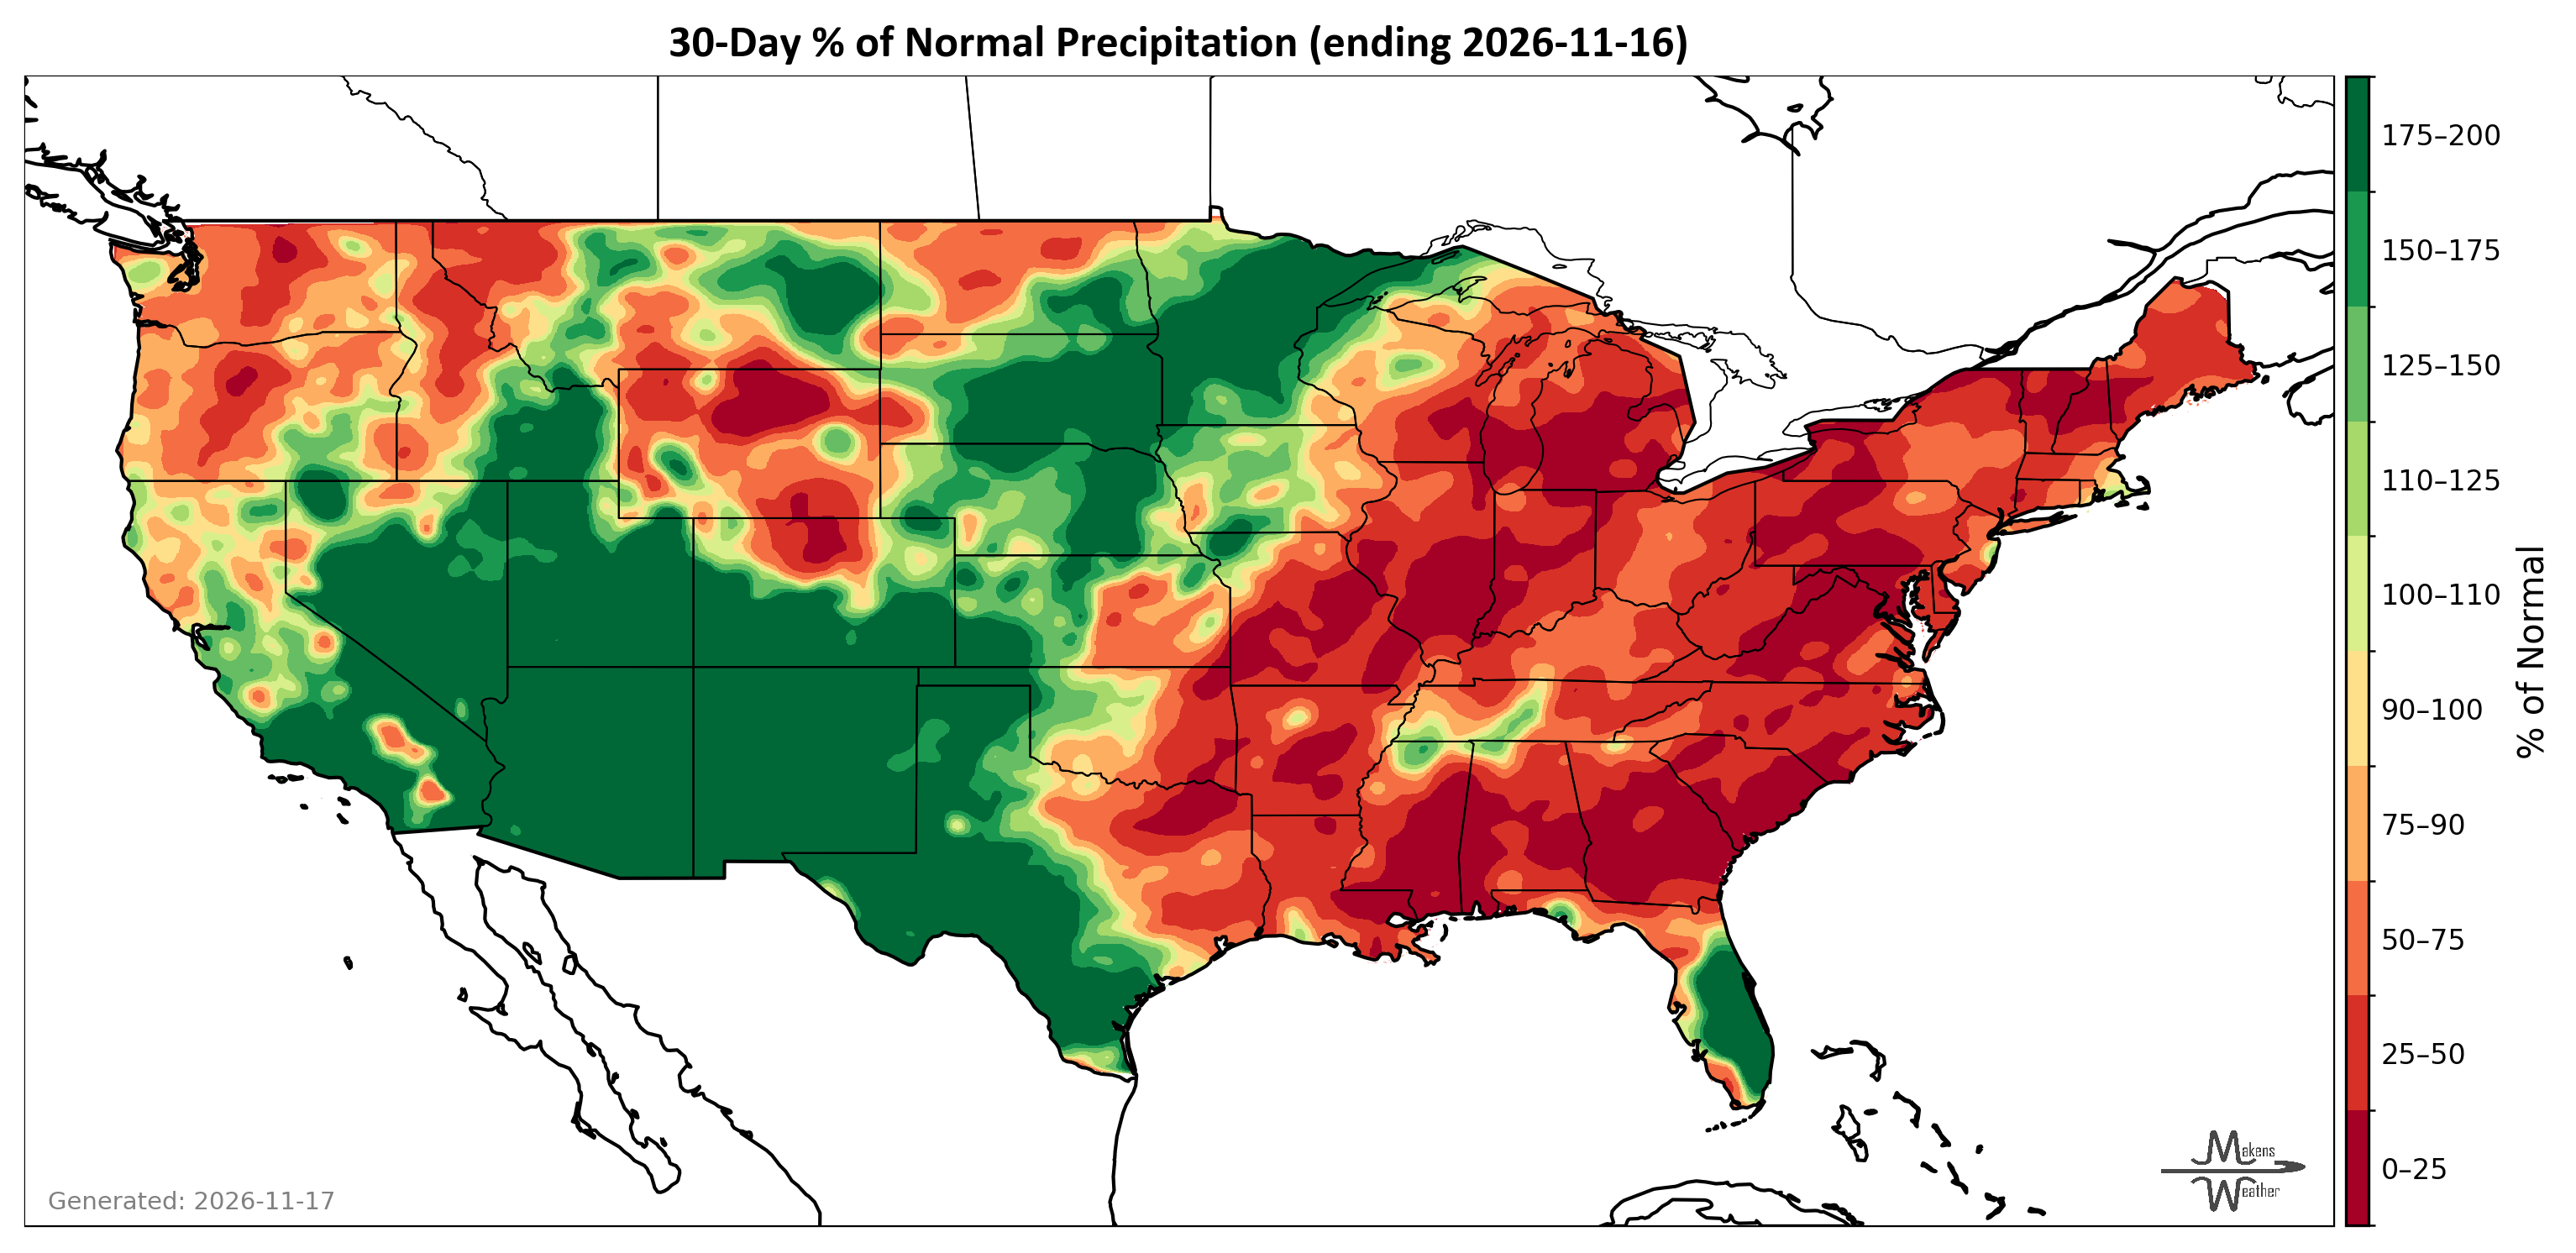 30-Day % of Normal Precipitation (ending 2026-11-16)
175–200
150–175
125–150
110–125
100–110
90–100
75–90
50–75
25–50
0–25
% of Normal
Generated: 2026-11-17
Makens
Weather